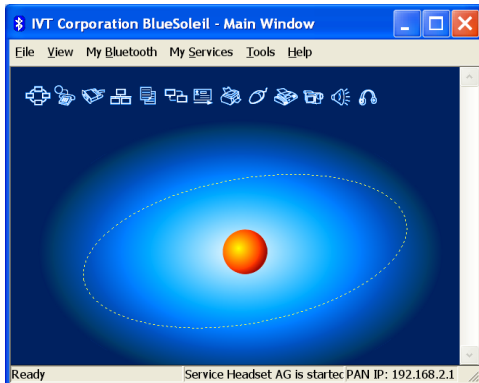 IVT Corporation BlueSoleil - Main Window
File View My Bluetooth My Services Tools Help
Ready Service Headset AG is started PAN IP: 192.168.2.1